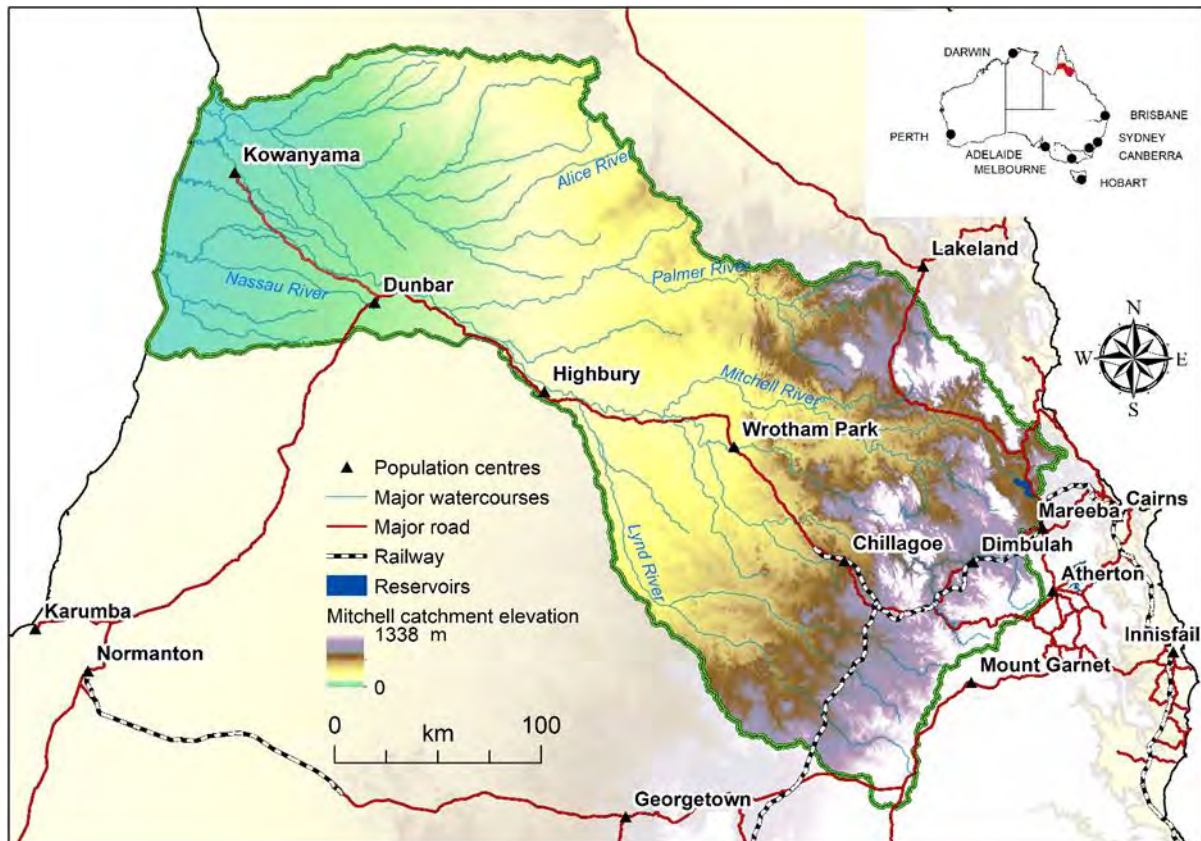 DARWIN
BRISBANE
PERTH
SYDNEY
ADELAIDE
CANBERRA
MELBOURNE
HOBART
Kowanyama
Alice River
Lakeland
Palmer River
Nassau River
Dunbar
N
W
E
S
Highbury
Mitchell River
Wrotham Park
Population centres
Major watercourses
Major road
Railway
Reservoirs
Mitchell catchment elevation
1338 m
0
0
100
km
Lynd River
Cairns
Mareeba
Chillagoe
Dimbulah
Atherton
Karumba
Innisfail
Normanton
Mount Garnet
Georgetown